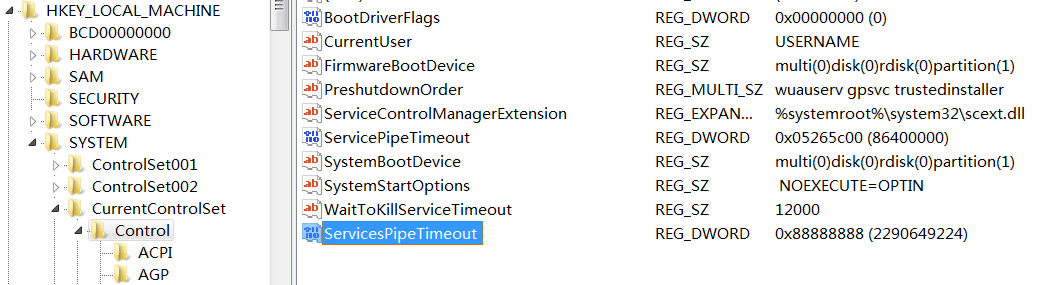 HKEY_LOCAL_MACHINE
BCD00000000
HARDWARE
SAM
SECURITY
SOFTWARE
SYSTEM
ControlSet001
ControlSet002
CurrentControlSet
Control
ACPI
AGP
BootDriverFlags REG_DWORD 0x00000000 (0)
CurrentUser REG_SZ USERNAME
FirmwareBootDevice REG_SZ multi(0)disk(0)rdisk(0)partition(1)
PreshutdownOrder REG_MULTI_SZ wuauserv gpsvc trustedinstaller
ServiceControlManagerExtension REG_EXPAN... %systemroot%\system32\scext.dll
ServicePipeTimeout REG_DWORD 0x05265c00 (86400000)
SystemBootDevice REG_SZ multi(0)disk(0)rdisk(0)partition(1)
SystemStartOptions REG_SZ NOEXECUTE=OPTIN
WaitToKillServiceTimeout REG_SZ 12000
ServicesPipeTimeout REG_DWORD 0x88888888 (2290649224)